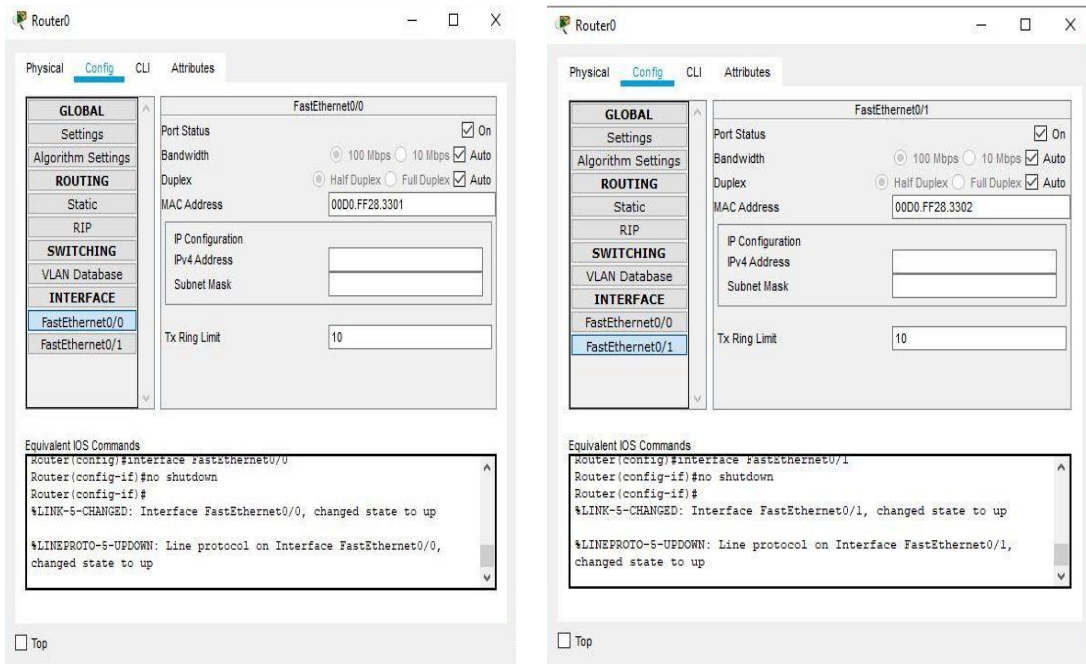 Router0
Physical Config CLI Attributes
GLOBAL
Settings
Algorithm Settings
ROUTING
Static
RIP
SWITCHING
VLAN Database
INTERFACE
FastEthernet0/0
FastEthernet0/1
FastEthernet0/0
Port Status On
Bandwidth 100 Mbps 10 Mbps Auto
Duplex Half Duplex Full Duplex Auto
MAC Address 00D0.FF28.3301
IP Configuration
IPv4 Address
Subnet Mask
Tx Ring Limit 10
Equivalent IOS Commands
Router(config)#interface FastEthernet0/0
Router(config-if)#no shutdown
Router(config-if)#
%LINK-5-CHANGED: Interface FastEthernet0/0, changed state to up
%LINEPROTO-5-UPDOWN: Line protocol on Interface FastEthernet0/0,
changed state to up
Top
Router0
Physical Config CLI Attributes
GLOBAL
Settings
Algorithm Settings
ROUTING
Static
RIP
SWITCHING
VLAN Database
INTERFACE
FastEthernet0/0
FastEthernet0/1
FastEthernet0/1
Port Status On
Bandwidth 100 Mbps 10 Mbps Auto
Duplex Half Duplex Full Duplex Auto
MAC Address 00D0.FF28.3302
IP Configuration
IPv4 Address
Subnet Mask
Tx Ring Limit 10
Equivalent IOS Commands
Router(config)#interface FastEthernet0/1
Router(config-if)#no shutdown
Router(config-if)#
%LINK-5-CHANGED: Interface FastEthernet0/1, changed state to up
%LINEPROTO-5-UPDOWN: Line protocol on Interface FastEthernet0/1,
changed state to up
Top